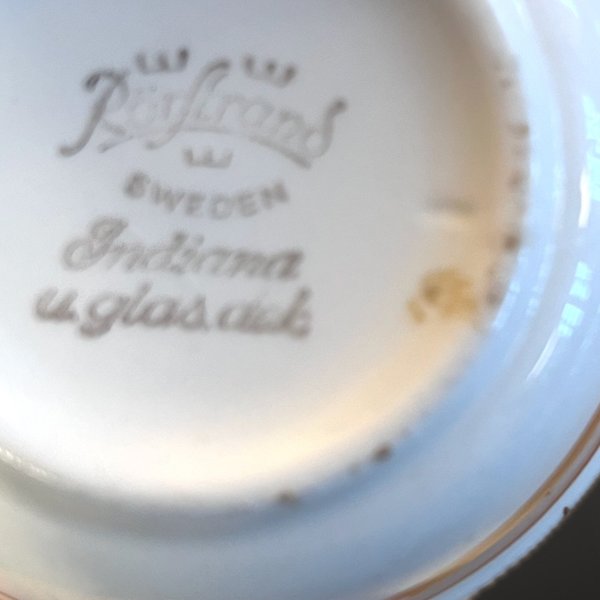 Rörstrand
SWEDEN
Indiana
u. glas. dek.